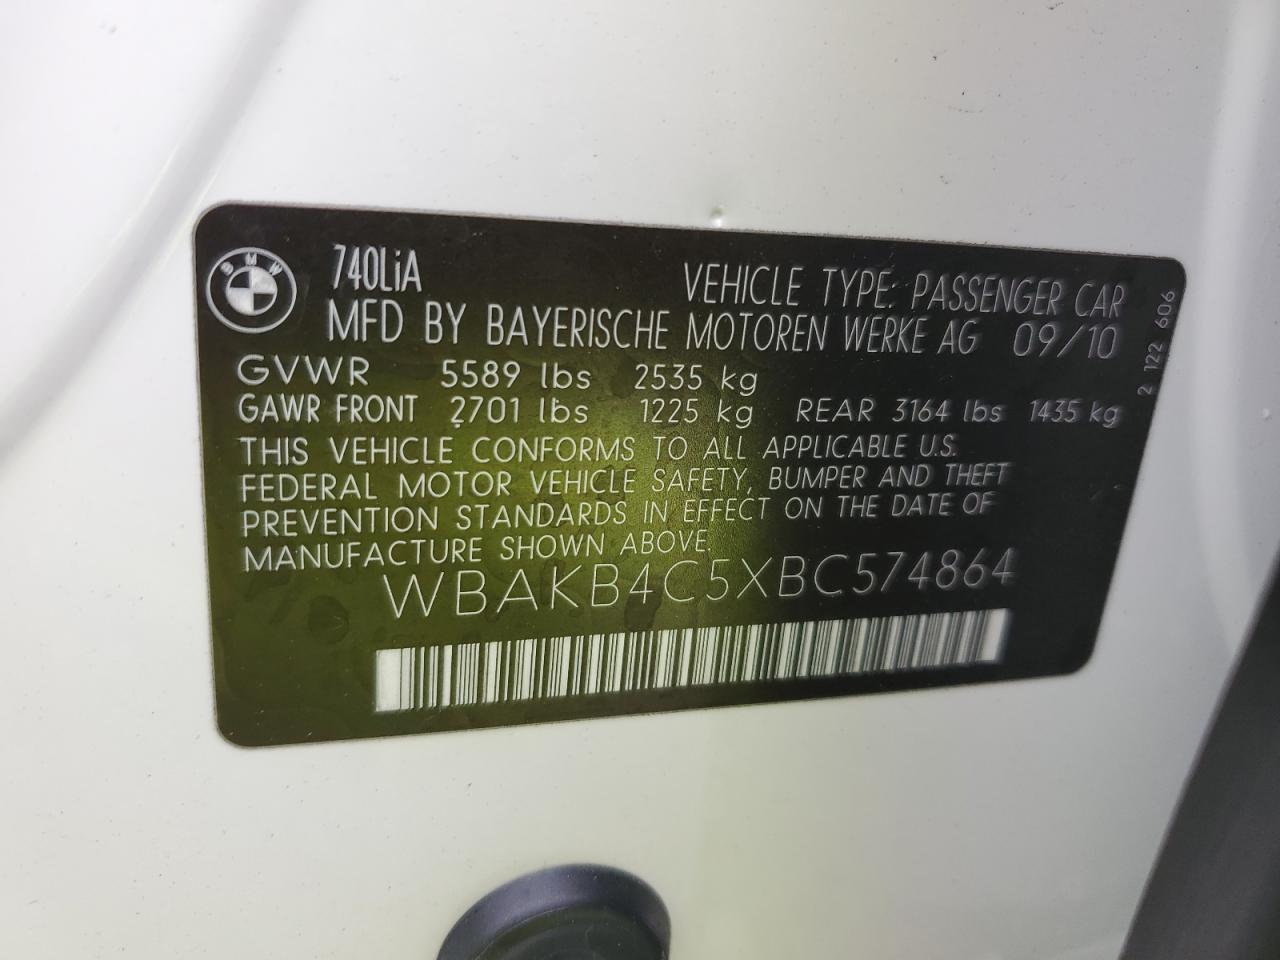 BMW
740LiA
VEHICLE TYPE: PASSENGER CAR
MFD BY BAYERISCHE MOTOREN WERKE AG 09/10
GVWR 5589 lbs 2535 kg
GAWR FRONT 2701 lbs 1225 kg REAR 3164 lbs 1435 kg
THIS VEHICLE CONFORMS TO ALL APPLICABLE U.S.
FEDERAL MOTOR VEHICLE SAFETY, BUMPER AND THEFT
PREVENTION STANDARDS IN EFFECT ON THE DATE OF
MANUFACTURE SHOWN ABOVE.
WBAKB4C5XBC574864
2 122 606